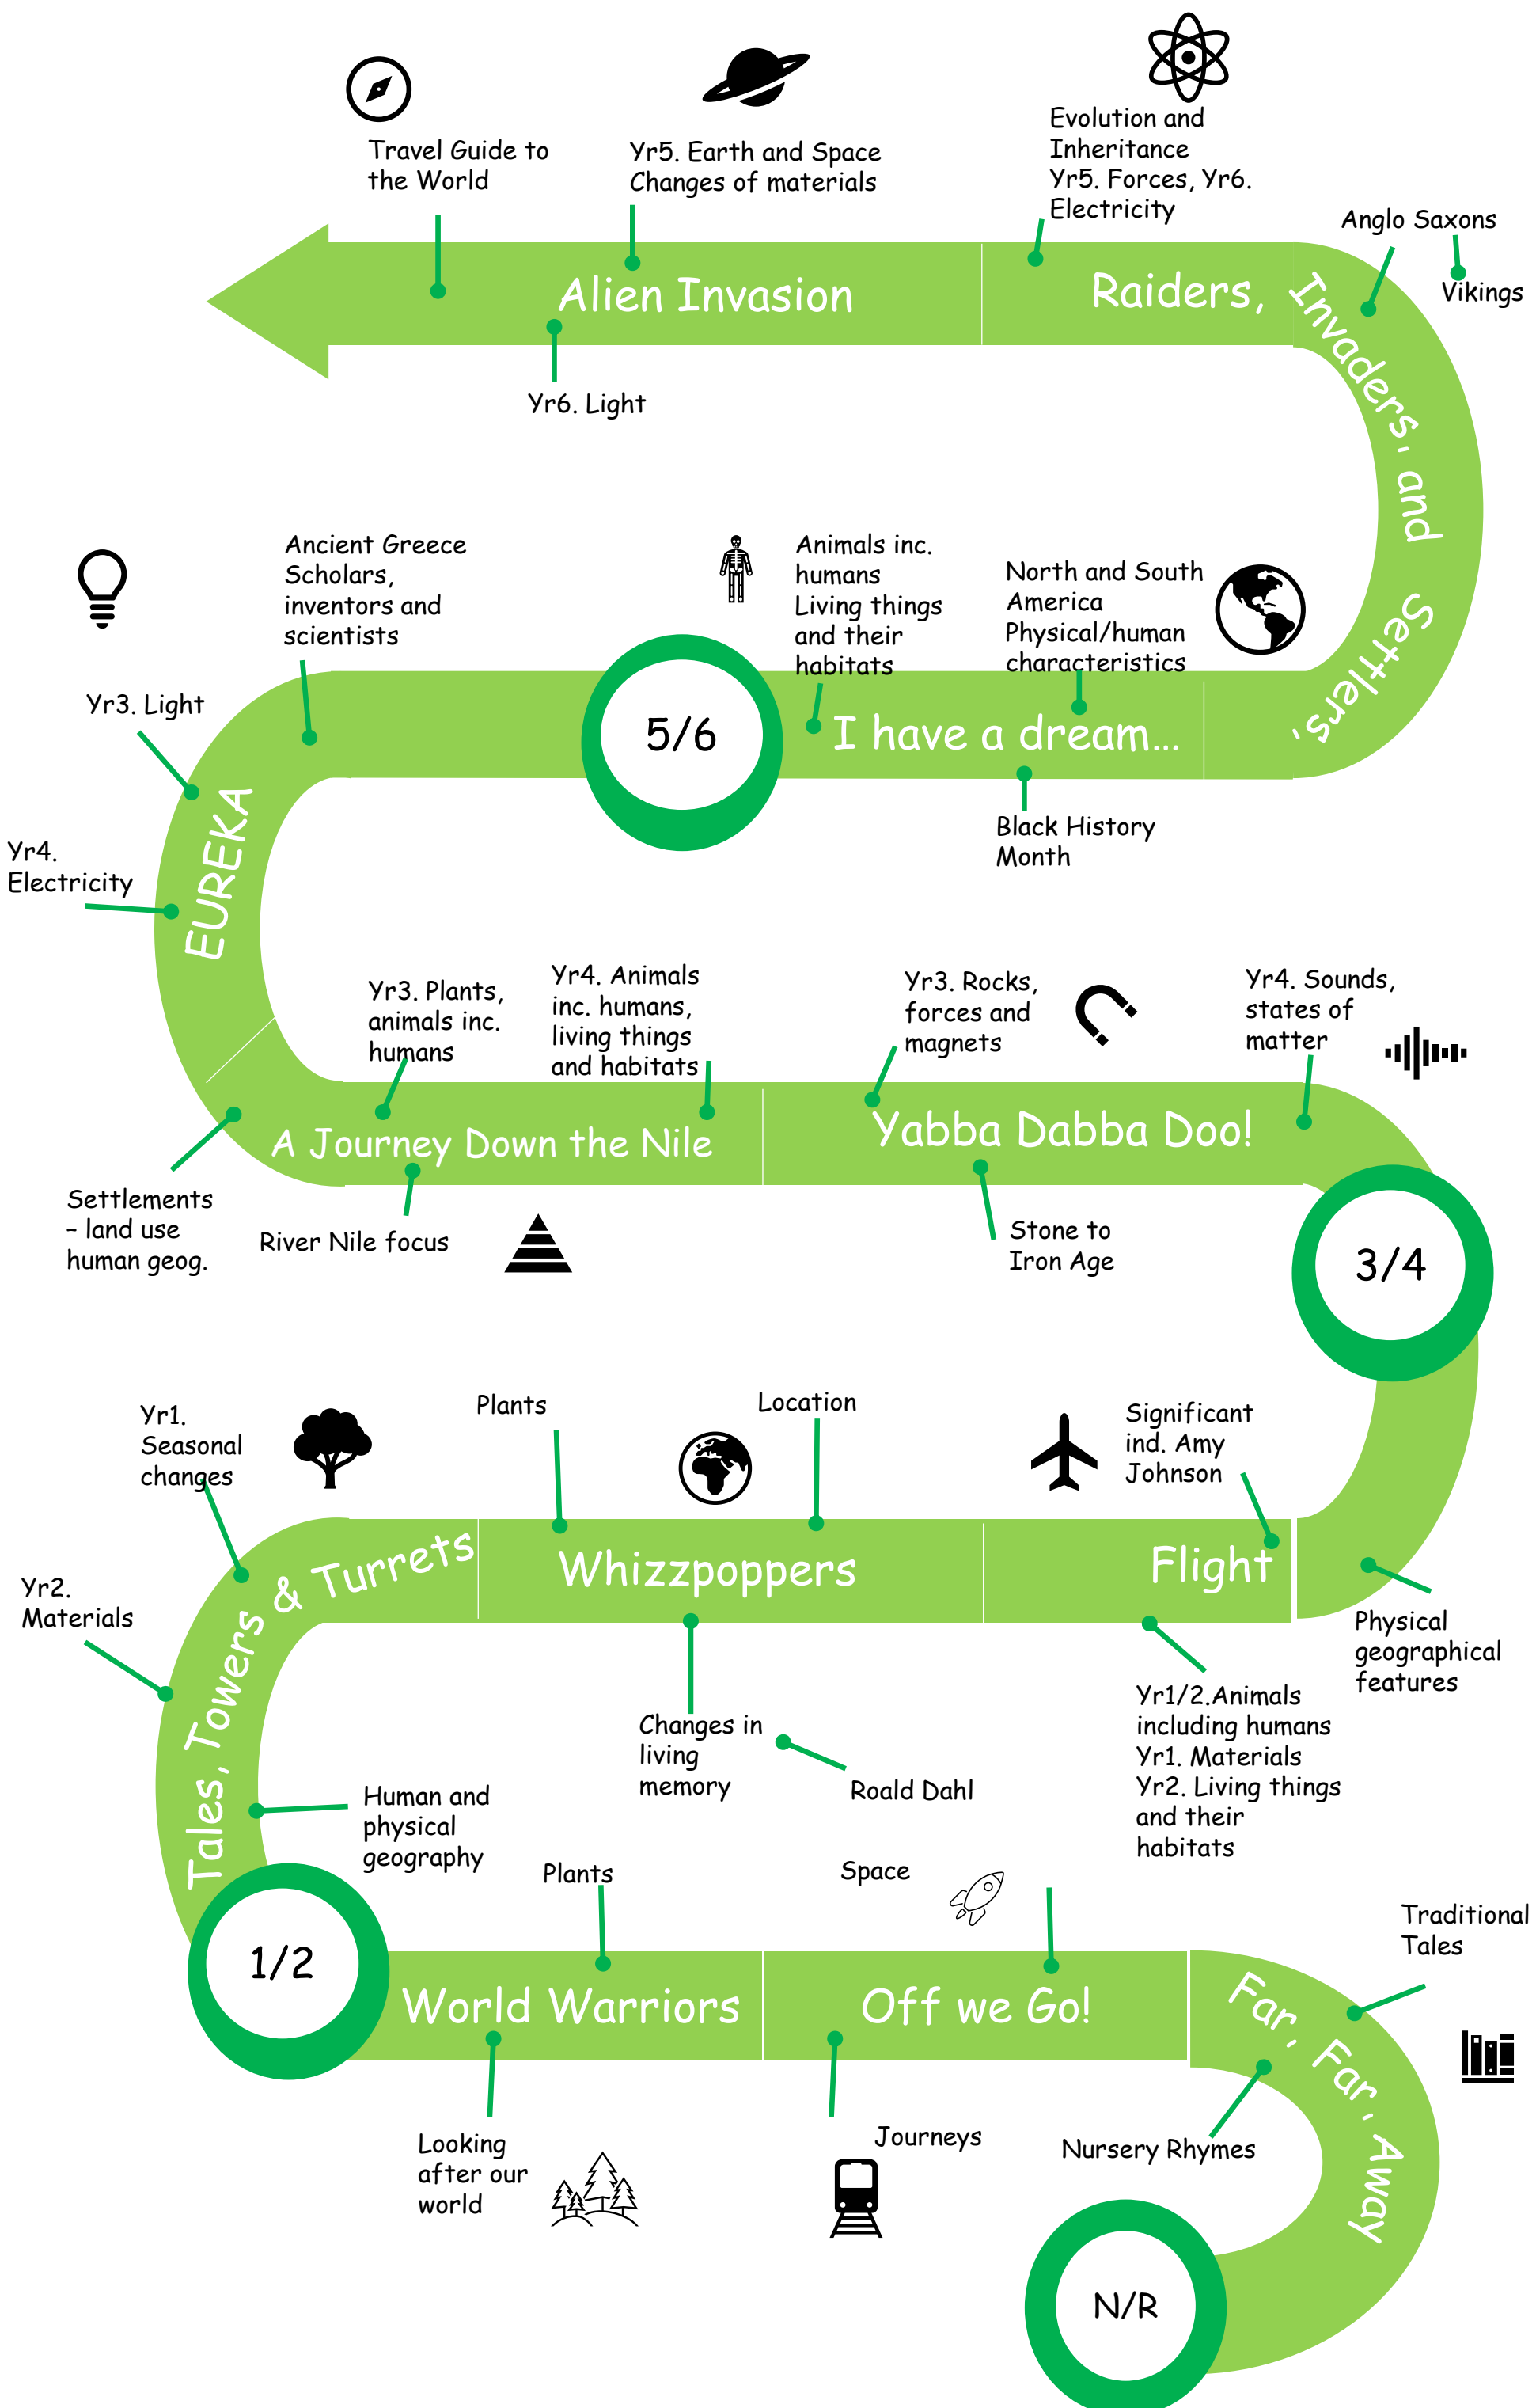 Travel Guide to
the World
Yr5. Earth and Space
Changes of materials
Evolution and
Inheritance
Yr5. Forces, Yr6.
Electricity
Anglo Saxons
Vikings
Alien Invasion
Raiders, Invaders, and Settlers,
Yr6. Light
Ancient Greece
Scholars,
inventors and
scientists
Animals inc.
humans
Living things
and their
habitats
North and South
America
Physical/human
characteristics
Yr3. Light
5/6
I have a dream...
Black History
Month
Yr4.
Electricity
EUREKA
Yr3. Plants,
animals inc.
humans
Yr4. Animals
inc. humans,
living things
and habitats
Yr3. Rocks,
forces and
magnets
Yr4. Sounds,
states of
matter
A Journey Down the Nile
Yabba Dabba Doo!
Settlements
– land use
human geog.
River Nile focus
Stone to
Iron Age
3/4
Yr1.
Seasonal
changes
Plants
Location
Significant
ind. Amy
Johnson
Yr2.
Materials
Tales, Towers & Turrets
Whizzpoppers
Flight
Physical
geographical
features
Changes in
living
memory
Roald Dahl
Yr1/2.Animals
including humans
Yr1. Materials
Yr2. Living things
and their
habitats
Human and
physical
geography
Plants
Space
Traditional
Tales
1/2
World Warriors
Off we Go!
Far, Far, Away
Looking
after our
world
Journeys
Nursery Rhymes
N/R